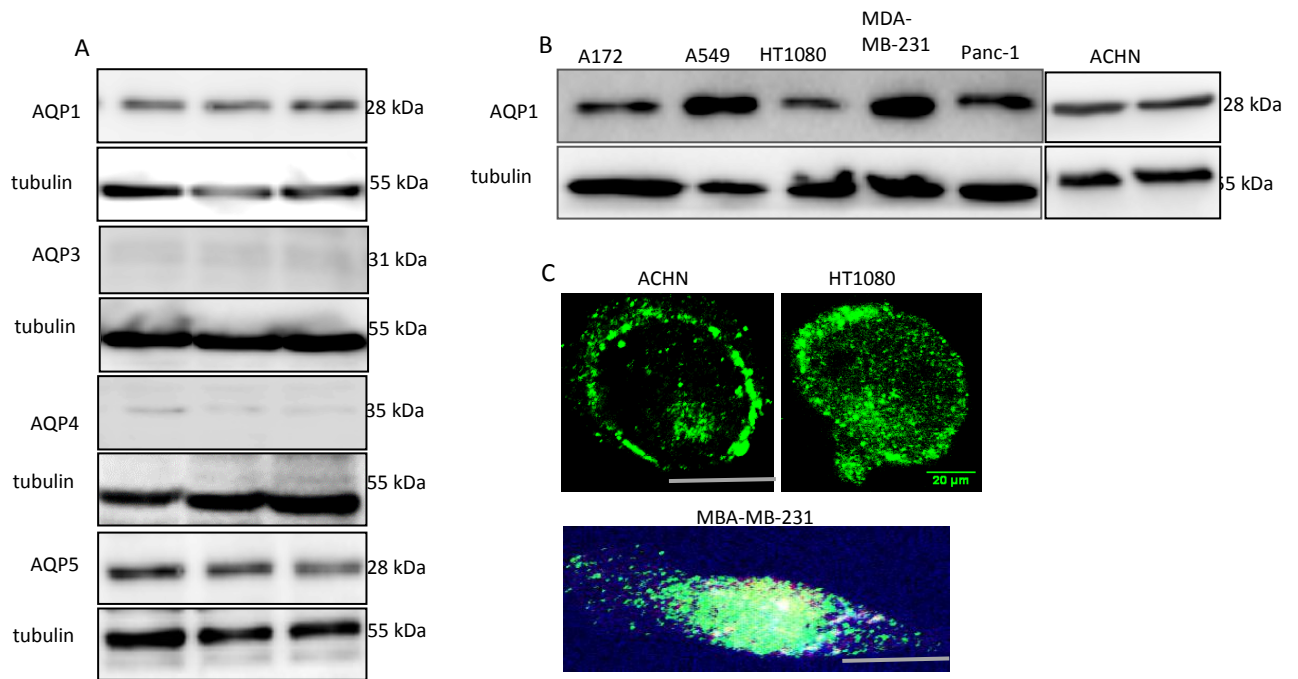 A
AQP1
28 kDa
tubulin
55 kDa
AQP3
31 kDa
tubulin
55 kDa
AQP4
35 kDa
tubulin
55 kDa
AQP5
28 kDa
tubulin
55 kDa
B
A172
A549
HT1080
MDA-
MB-231
Panc-1
ACHN
AQP1
28 kDa
tubulin
55 kDa
C
ACHN
HT1080
20 µm
MBA-MB-231